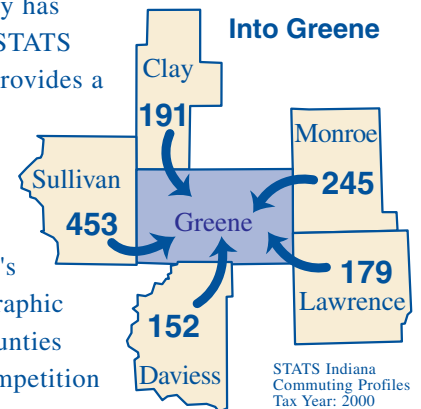 y has
STATS
rovides a
's
raphic
unties
mpetition
Into Greene
Clay
191
Monroe
245
Sullivan
453
Greene
179
Lawrence
152
Daviess
STATS Indiana
Commuting Profiles
Tax Year: 2000